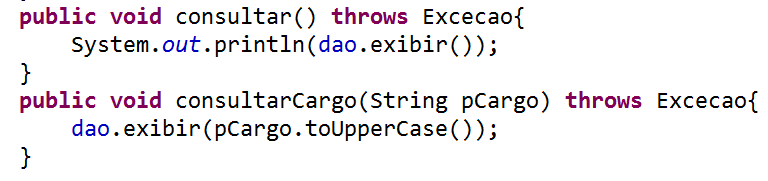 public void consultar() throws Excecao{
    System.out.println(dao.exibir());
}
public void consultarCargo(String pCargo) throws Excecao{
    dao.exibir(pCargo.toUpperCase());
}